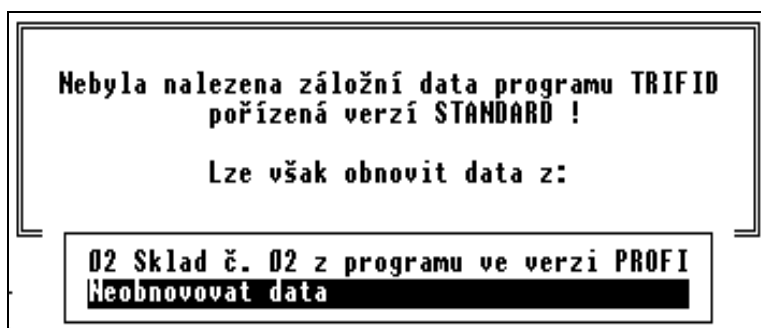 Nebyla nalezena záložní data programu TRIFID
pořízená verzí STANDARD !
Lze však obnovit data z:
02 Sklad č. 02 z programu ve verzi PROFI
Neobnovovat data